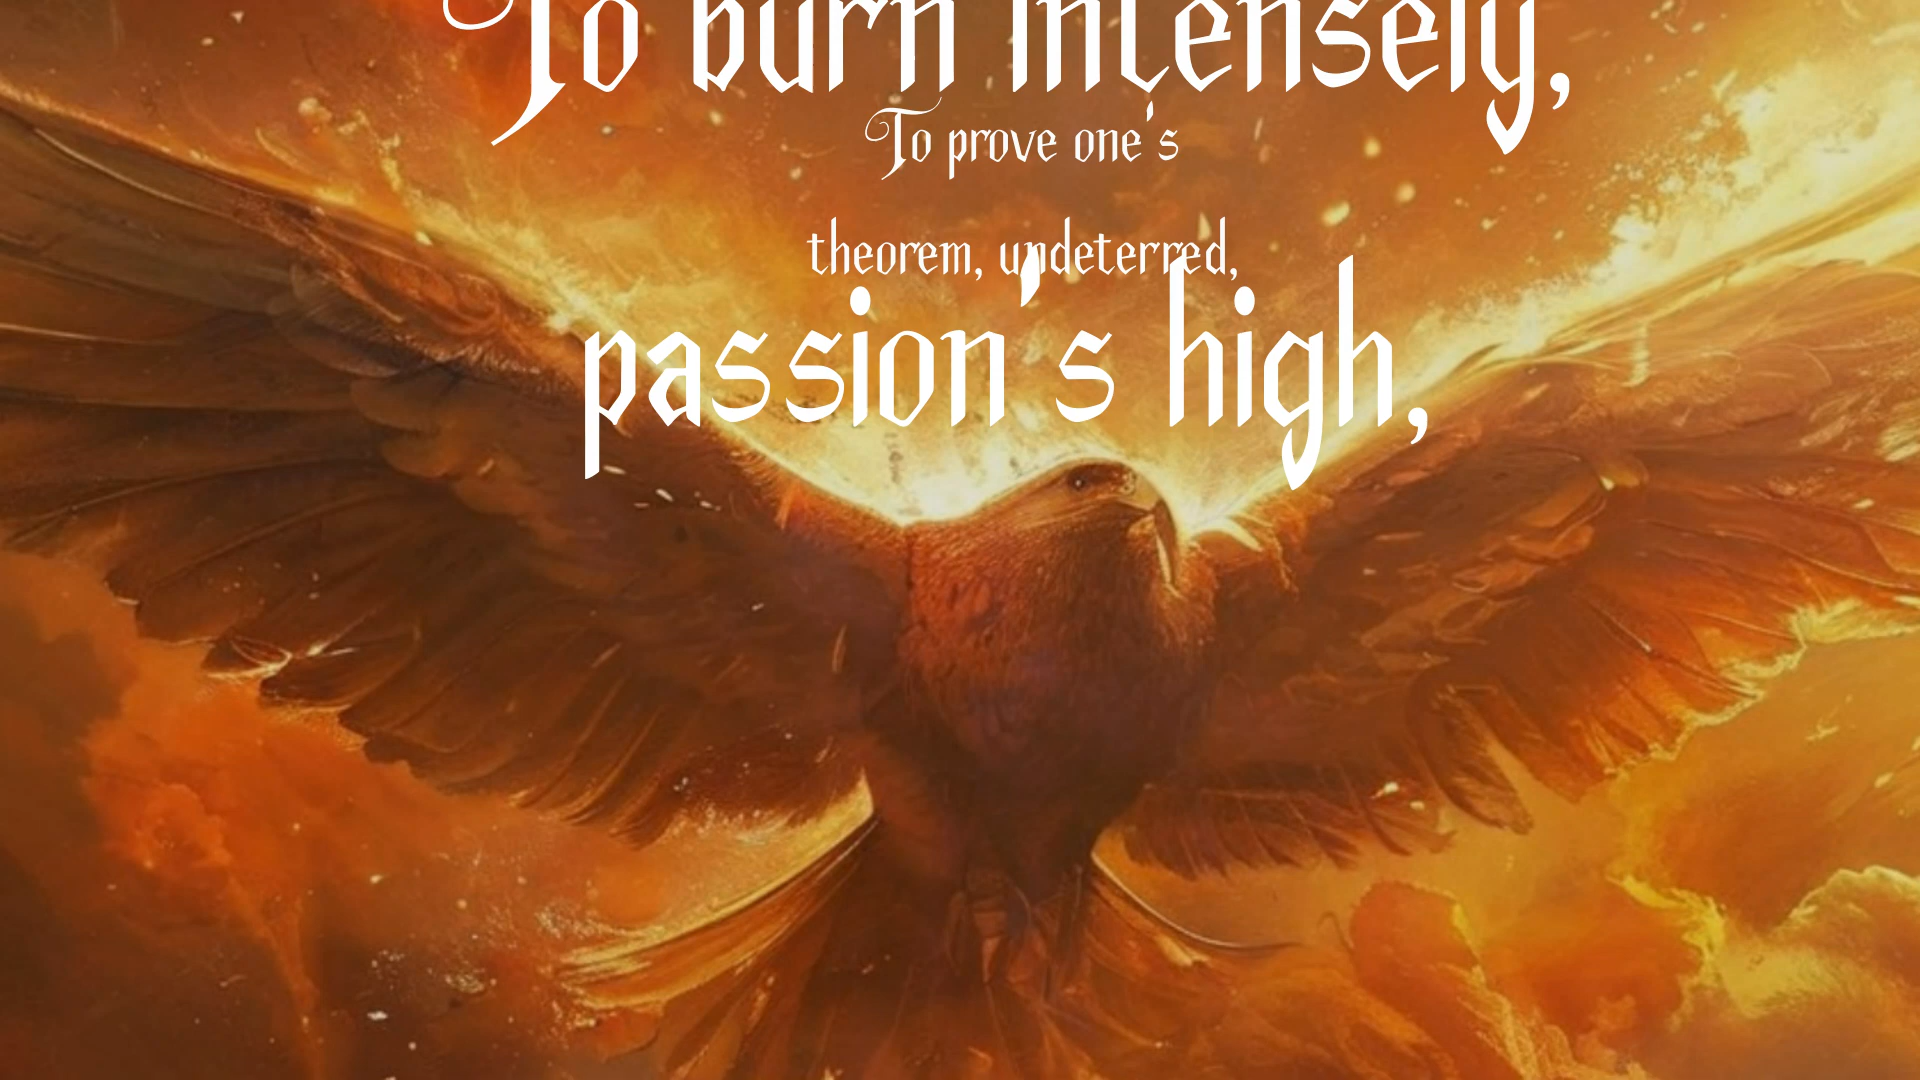 To burn intensely,
To prove one's
theorem, undeterred,
passion's high,